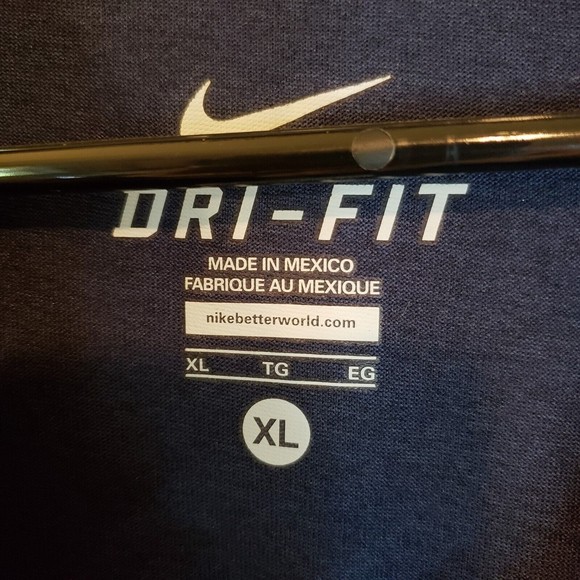 DRI-FIT
MADE IN MEXICO
FABRIQUE AU MEXIQUE
nikebetterworld.com
XL TG EG
XL